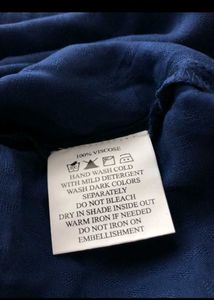 100% VISCOSE
HAND WASH COLD
WITH MILD DETERGENT
WASH DARK COLORS
SEPARATELY
DO NOT BLEACH
DRY IN SHADE INSIDE OUT
WARM IRON IF NEEDED
DO NOT IRON ON
EMBELLISHMENT